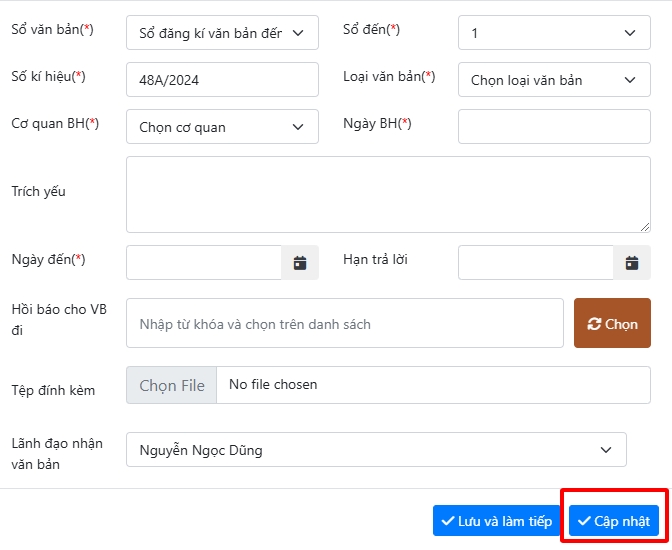 Sổ văn bản(*) Sổ đăng kí văn bản đến Số đến(*) 1
Số kí hiệu(*) 48A/2024 Loại văn bản(*) Chọn loại văn bản
Cơ quan BH(*) Chọn cơ quan Ngày BH(*)
Trích yếu
Ngày đến(*) Hạn trả lời
Hồi báo cho VB
đi
Nhập từ khóa và chọn trên danh sách Chọn
Tệp đính kèm Chọn File No file chosen
Lãnh đạo nhận
văn bản
Nguyễn Ngọc Dũng
Lưu và làm tiếp Cập nhật